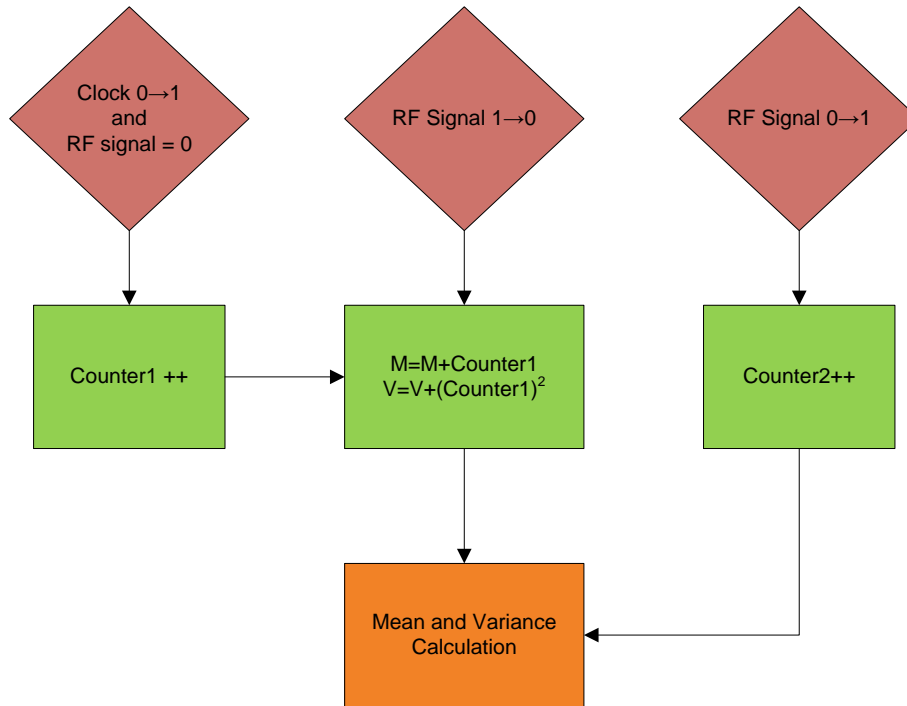 Clock 0→1
and
RF signal = 0
RF Signal 1→0
RF Signal 0→1
Counter1 ++
M=M+Counter1
V=V+(Counter1)²
Counter2++
Mean and Variance
Calculation